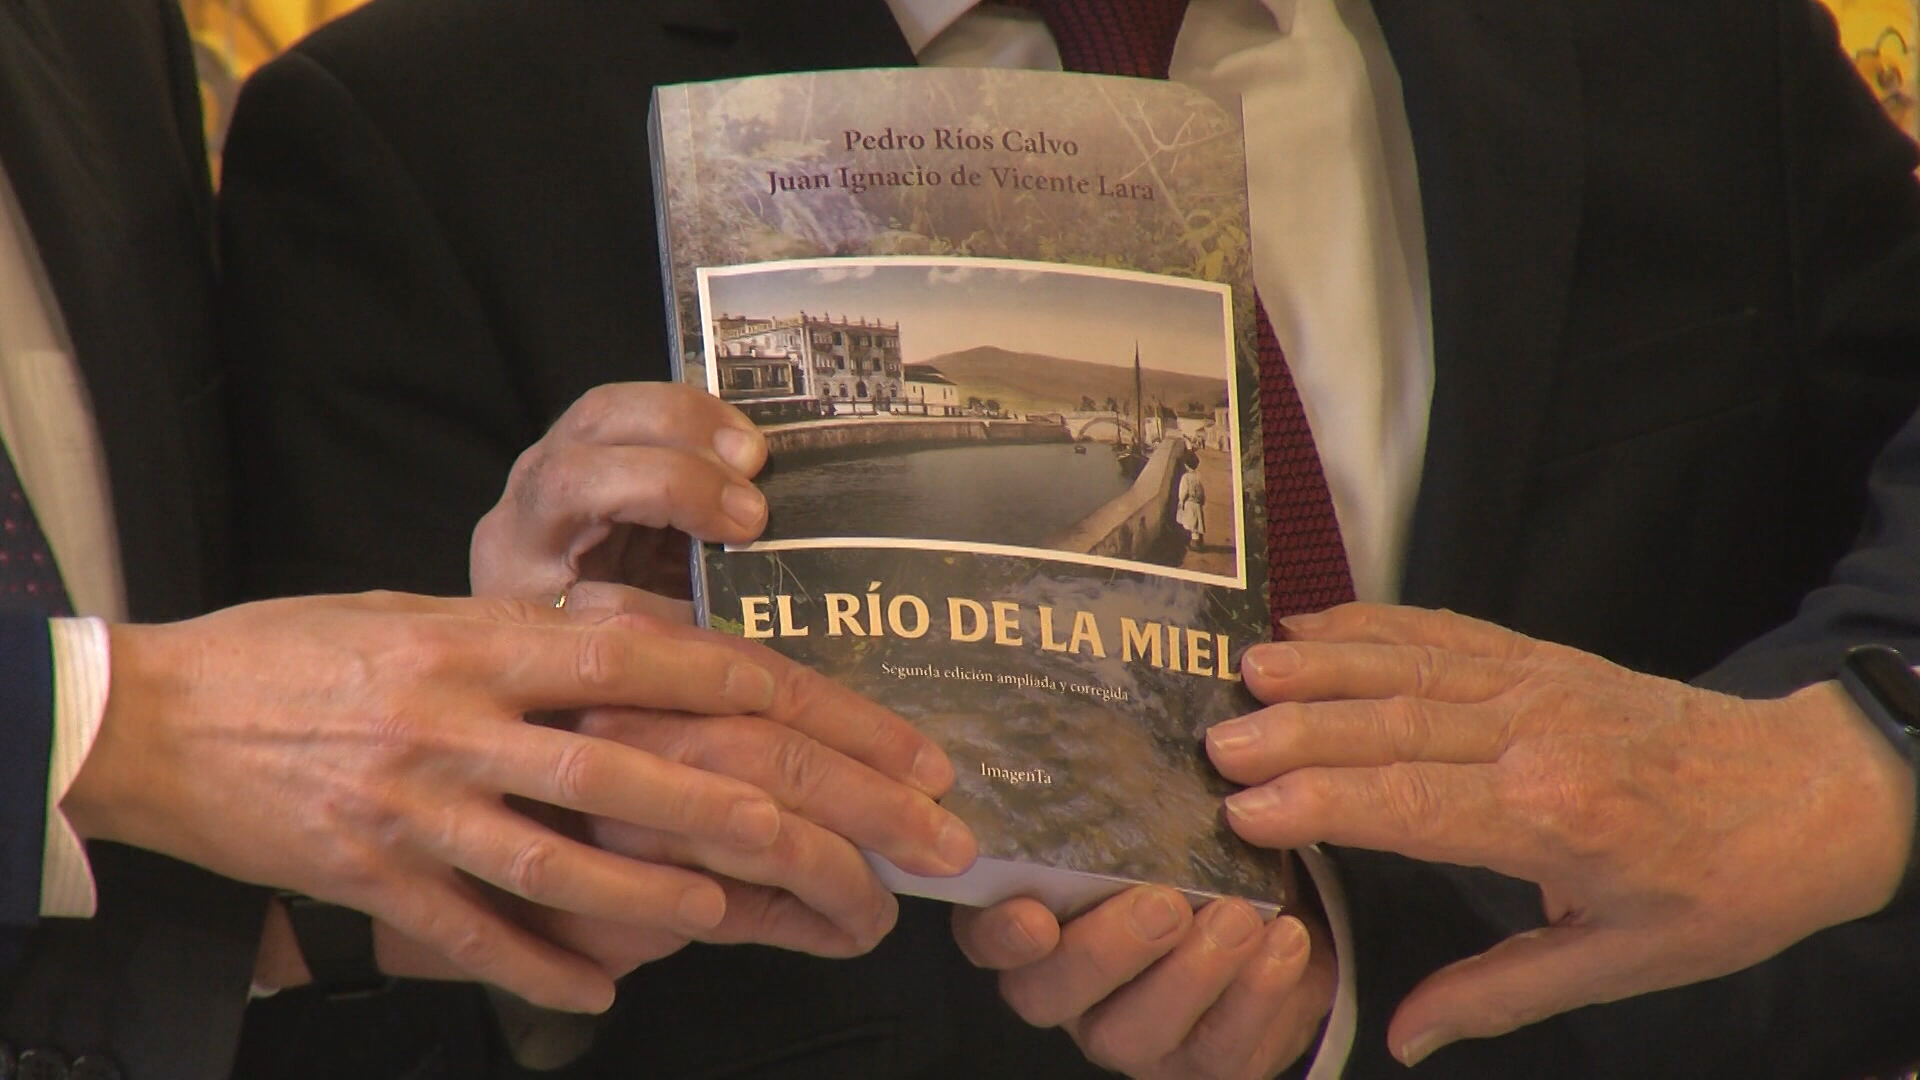 Pedro Ríos Calvo
Juan Ignacio de Vicente Lara
EL RÍO DE LA MIEL
Segunda edición ampliada y corregida
ImagenTa